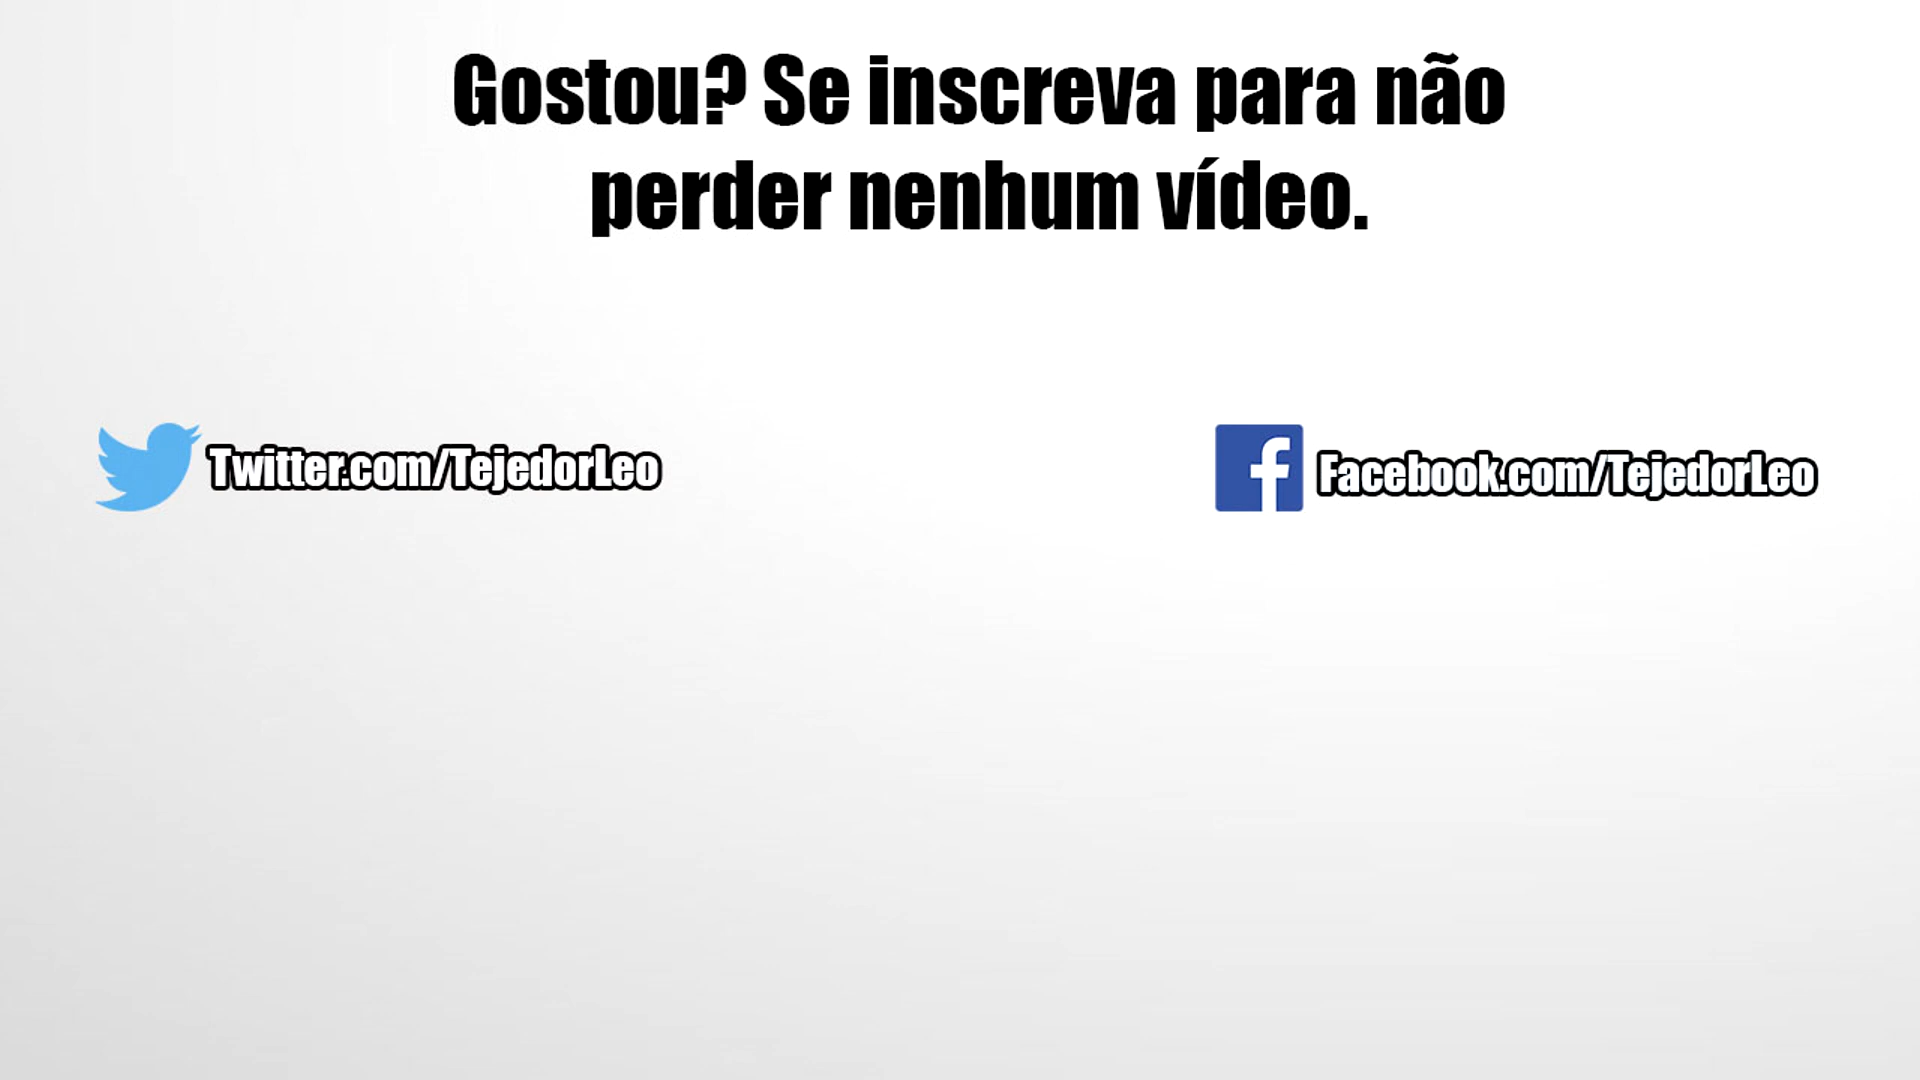 Gostou? Se inscreva para não
perder nenhum vídeo.
Twitter.com/TejedorLeo
Facebook.com/TejedorLeo